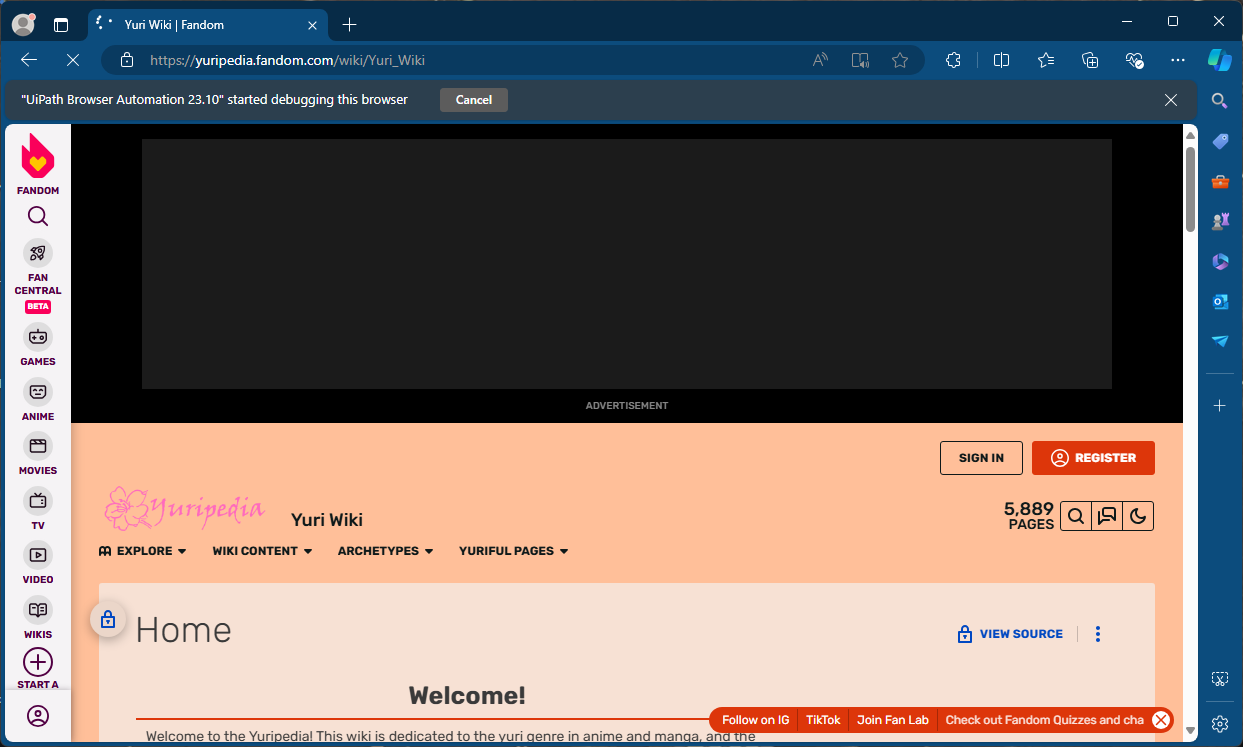 Yuri Wiki | Fandom
https://yuripedia.fandom.com/wiki/Yuri_Wiki
"UiPath Browser Automation 23.10" started debugging this browser
Cancel
FANDOM
FAN
CENTRAL
BETA
GAMES
ANIME
MOVIES
TV
VIDEO
WIKIS
START A
ADVERTISEMENT
SIGN IN
REGISTER
Yuripedia
Yuri Wiki
5,889
PAGES
EXPLORE
WIKI CONTENT
ARCHETYPES
YURIFUL PAGES
Home
VIEW SOURCE
Welcome!
Follow on IG
TikTok
Join Fan Lab
Check out Fandom Quizzes and cha
Welcome to the Yuripedia! This wiki is dedicated to the yuri genre in anime and manga, and the